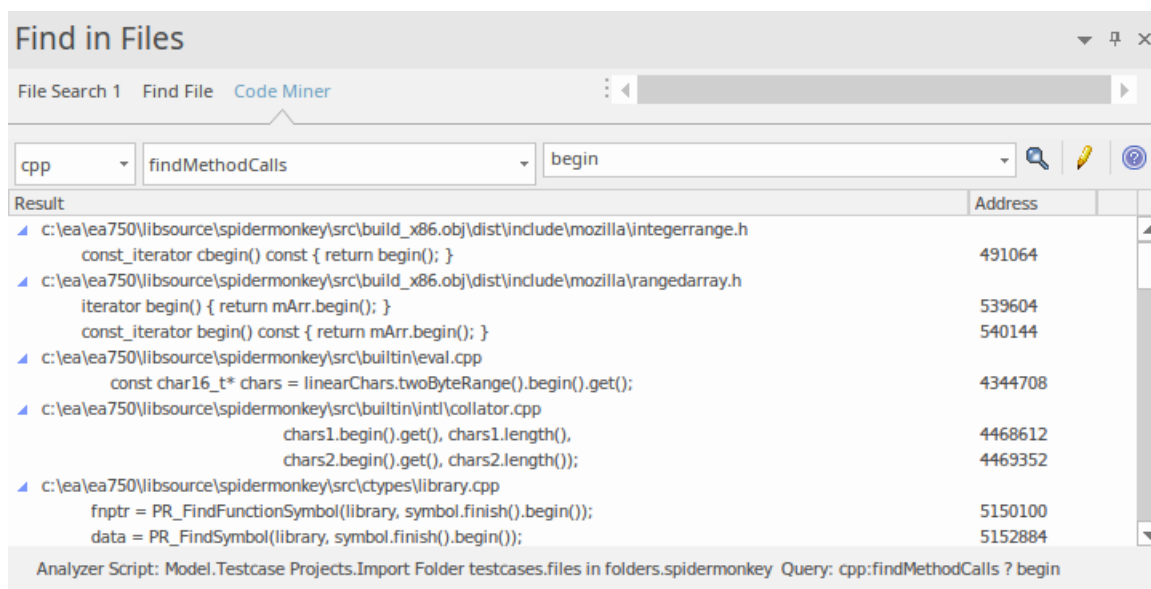 Find in Files
File Search 1 Find File Code Miner
cpp findMethodCalls begin
Result Address
c:\ea\ea750\libsource\spidermonkey\src\build_x86.obj\dist\include\mozilla\integerrange.h
const_iterator cbegin() const { return begin(); } 491064
c:\ea\ea750\libsource\spidermonkey\src\build_x86.obj\dist\include\mozilla\rangedarray.h
iterator begin() { return mArr.begin(); } 539604
const_iterator begin() const { return mArr.begin(); } 540144
c:\ea\ea750\libsource\spidermonkey\src\builtin\eval.cpp
const char16_t* chars = linearChars.twoByteRange().begin().get(); 4344708
c:\ea\ea750\libsource\spidermonkey\src\builtin\intl\collator.cpp
chars1.begin().get(), chars1.length(), 4468612
chars2.begin().get(), chars2.length()); 4469352
c:\ea\ea750\libsource\spidermonkey\src\ctypes\library.cpp
fnptr = PR_FindFunctionSymbol(library, symbol.finish().begin()); 5150100
data = PR_FindSymbol(library, symbol.finish().begin()); 5152884
Analyzer Script: Model.Testcase Projects.Import Folder testcases.files in folders.spidermonkey Query: cpp:findMethodCalls ? begin